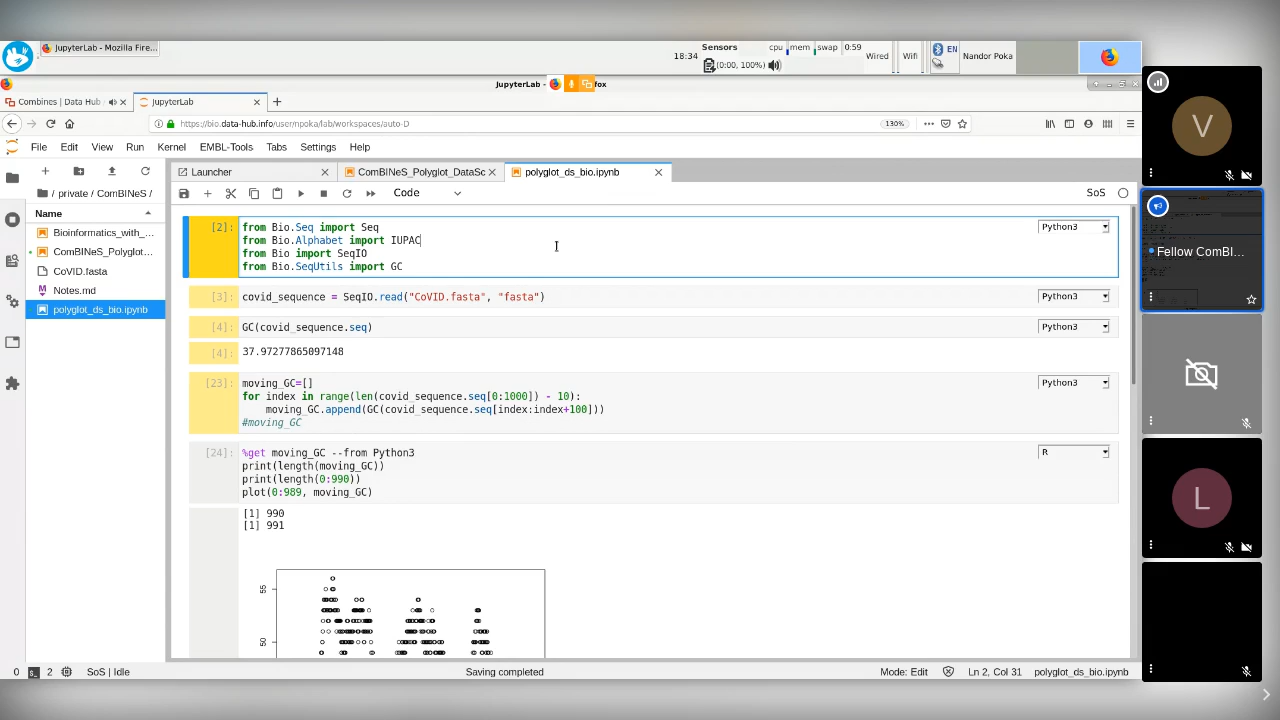 JupyterLab - Mozilla Fire...
18:34
Sensors
cpu
mem
swap
0:59
(0:00, 100%)
Wired
Wifi
EN
Nandor Poka
JupyterLab -
fox
Combines | Data Hub
JupyterLab
https://bio.data-hub.info/user/npoka/lab/workspaces/auto-D
130%
File
Edit
View
Run
Kernel
EMBL-Tools
Tabs
Settings
Help
Launcher
ComBINeS_Polyglot_DataSc
polyglot_ds_bio.ipynb
Code
SoS
/ private / ComBINeS /
Name
Bioinformatics_with_...
ComBINeS_Polyglot...
CoVID.fasta
Notes.md
polyglot_ds_bio.ipynb
[2]:
from Bio.Seq import Seq
from Bio.Alphabet import IUPAC
from Bio import SeqIO
from Bio.SeqUtils import GC
Python3
[3]:
covid_sequence = SeqIO.read("CoVID.fasta", "fasta")
Python3
[4]:
GC(covid_sequence.seq)
Python3
[4]:
37.97277865097148
[23]:
moving_GC=[]
for index in range(len(covid_sequence.seq[0:1000]) - 10):
moving_GC.append(GC(covid_sequence.seq[index:index+100]))
#moving_GC
Python3
[24]:
%get moving_GC --from Python3
print(length(moving_GC))
print(length(0:990))
plot(0:989, moving_GC)
R
[1] 990
[1] 991
55
50
0
2
SoS | Idle
Saving completed
Mode: Edit
Ln 2, Col 31
polyglot_ds_bio.ipynb
V
Fellow ComBI...
L